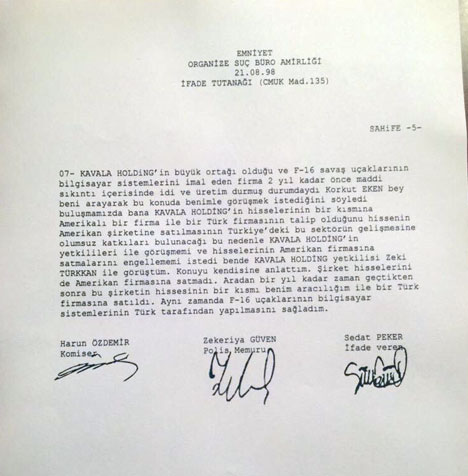 EMNİYET
ORGANİZE SUÇ BÜRO AMİRLİĞİ
21.08.98
İFADE TUTANAĞI (CMUK Mad.135)
SAHİFE -5-
07- KAVALA HOLDİNG'in büyük ortağı olduğu ve F-16 savaş uçaklarının
bilgisayar sistemlerini imal eden firma 2 yıl kadar önce maddi
sıkıntı içerisinde idi ve üretim durmuş durumdaydı Korkut EKEN bey
beni arayarak bu konuda benimle görüşmek istediğini söyledi
buluşmamızda bana KAVALA HOLDİNG'in hisselerinin bir kısmına
Amerikalı bir firma ile bir Türk firmasının talip olduğunu hissenin
Amerikan şirketine satılmasının Türkiye'deki bu sektörün gelişmesine
olumsuz katkıları bulunacağı bu nedenle KAVALA HOLDİNG'in
yetkilileri ile görüşmemi ve hisselerinin Amerikan firmasına
satmalarını engellememi istedi bende KAVALA HOLDİNG yetkilisi Zeki
TÜRKKAN ile görüştüm. Konuyu kendisine anlattım. Şirket hisselerini
de Amerikan firmasına satmadı. Aradan bir yıl kadar zaman geçtikten
sonra bu şirketin hissesinin bir kısmı benim aracılığım ile bir Türk
firmasına satıldı. Aynı zamanda F-16 uçaklarının bilgisayar
sistemlerinin Türk tarafından yapılmasını sağladım.
Harun ÖZDEMİR Zekeriya GÜVEN Sedat PEKER
Komiser Polis Memuru İfade veren